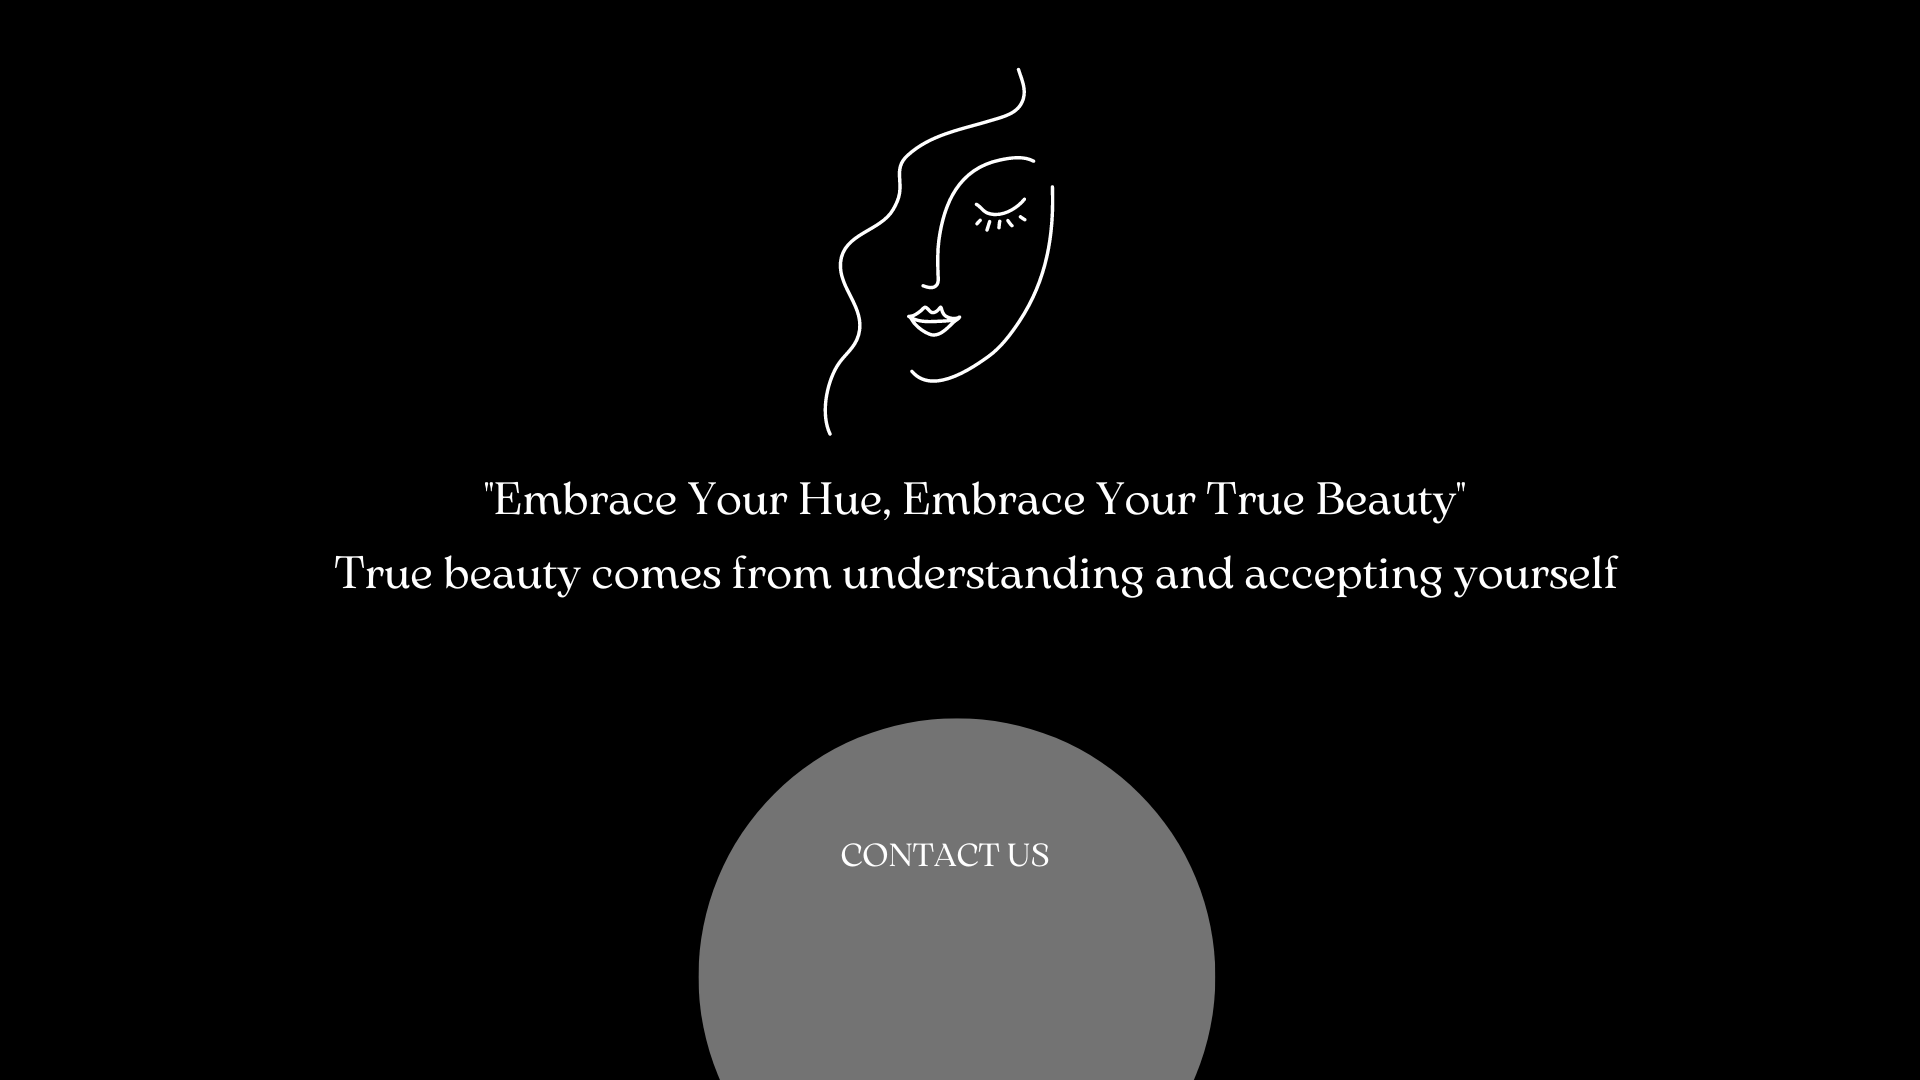 "Embrace Your Hue, Embrace Your True Beauty"
True beauty comes from understanding and accepting yourself
CONTACT US